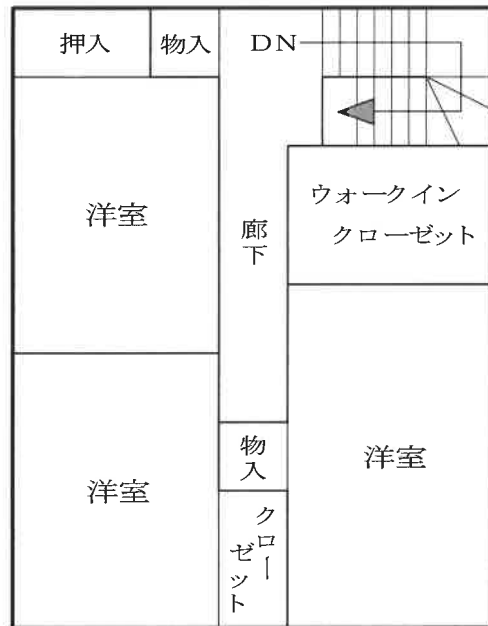 押入
物入
DN
洋室
廊下
ウォークイン
クローゼット
洋室
物入
洋室
クロー
ゼット